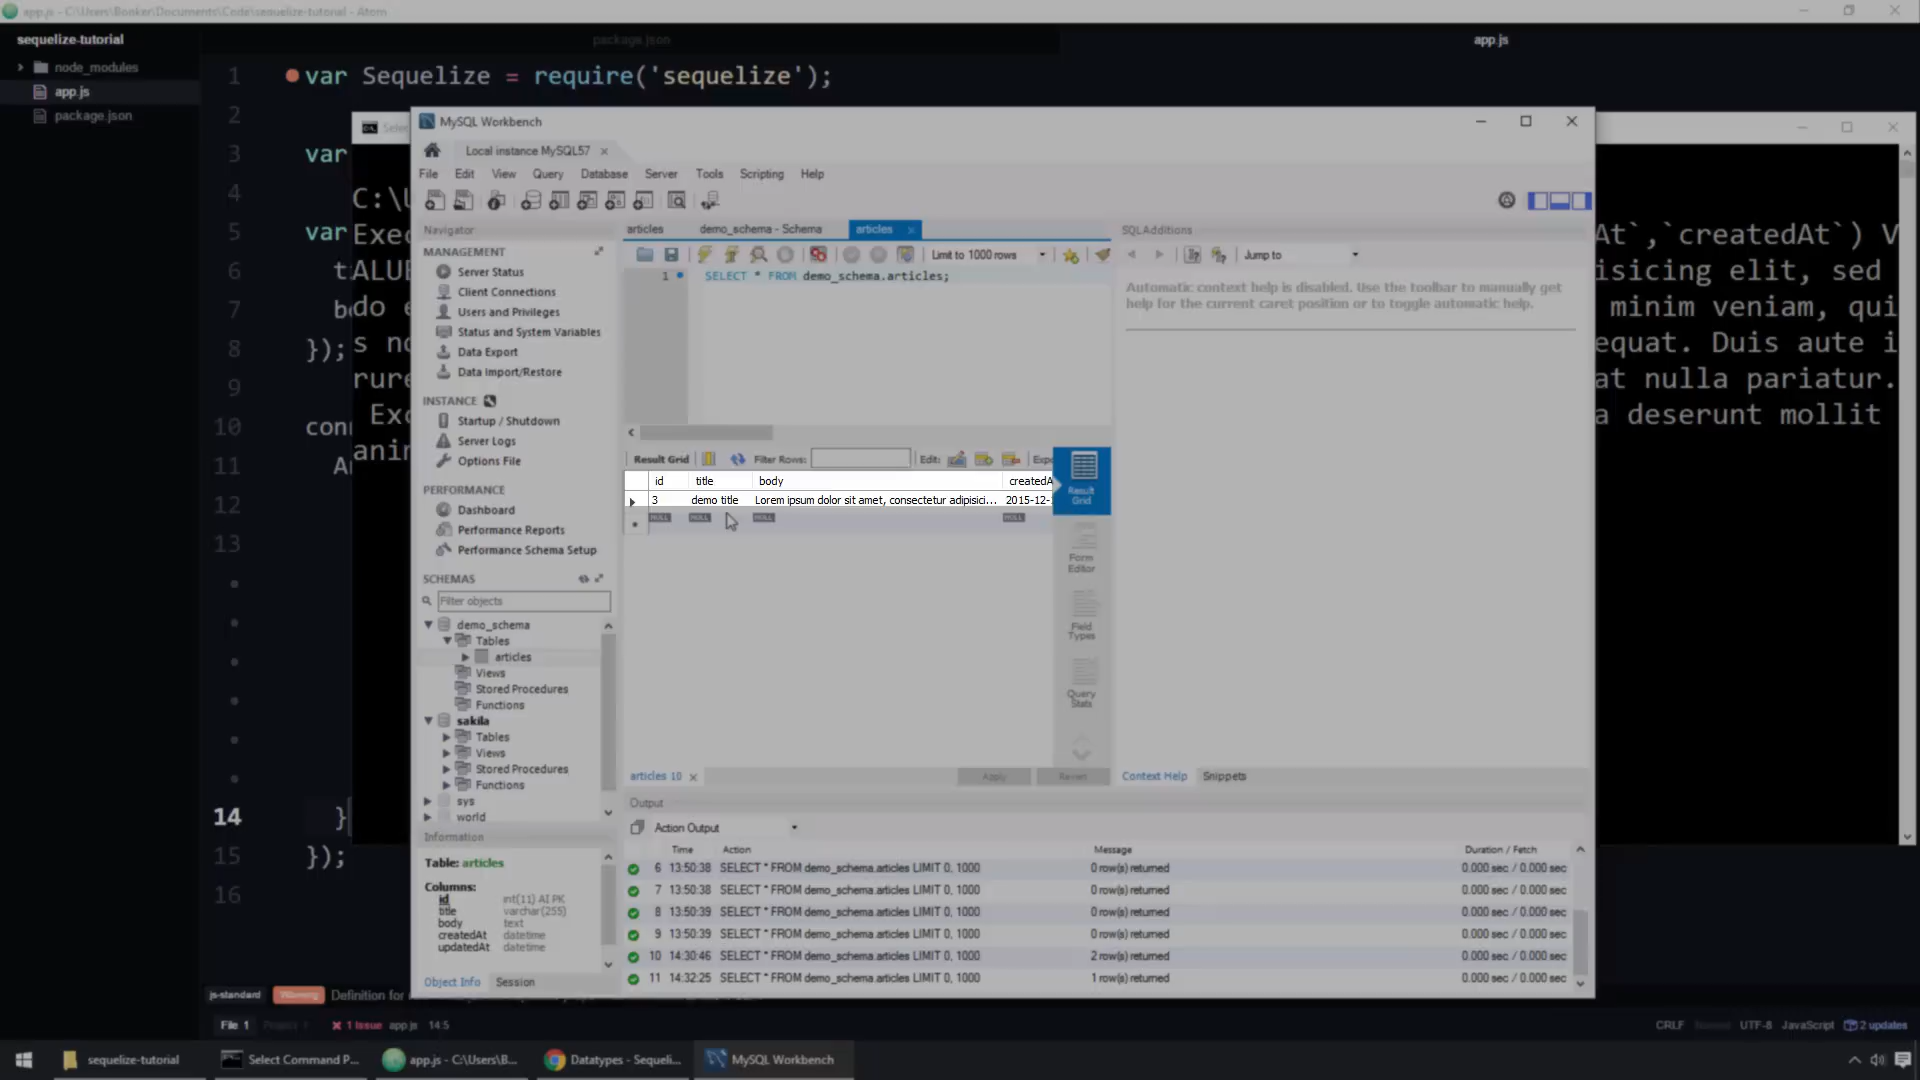 app.js - C:\Users\Bonker\Documents\Code\sequelize-tutorial - Atom
sequelize-tutorial
package.json
app.js
node_modules
app.js
package.json
1 var Sequelize = require('sequelize');
2
3 var
4
5 var
6
7
8 });
9
10
11
12
13
14 }
15 });
16
Selec
C:\U
Exec
ALUE
do e
s no
rure
Exc
anim
At`,`createdAt`) V
isicing elit, sed
minim veniam, qui
equat. Duis aute i
at nulla pariatur.
a deserunt mollit
MySQL Workbench
Local instance MySQL57
File Edit View Query Database Server Tools Scripting Help
Navigator
MANAGEMENT
Server Status
Client Connections
Users and Privileges
Status and System Variables
Data Export
Data Import/Restore
INSTANCE
Startup / Shutdown
Server Logs
Options File
PERFORMANCE
Dashboard
Performance Reports
Performance Schema Setup
SCHEMAS
Filter objects
demo_schema
Tables
articles
Views
Stored Procedures
Functions
sakila
Tables
Views
Stored Procedures
Functions
sys
world
Information
Table: articles
Columns:
id int(11) AI PK
title varchar(255)
body text
createdAt datetime
updatedAt datetime
Object Info Session
articles demo_schema - Schema articles
Limit to 1000 rows
1 SELECT * FROM demo_schema.articles;
Result Grid Filter Rows: Edit: Expo
id title body createdA
3 demo title Lorem ipsum dolor sit amet, consectetur adipisici... 2015-12-1
NULL NULL NULL NULL
Result
Grid
Form
Editor
Field
Types
Query
Stats
articles 10 Apply Revert
SQLAdditions
Jump to
Automatic context help is disabled. Use the toolbar to manually get
help for the current caret position or to toggle automatic help.
Context Help Snippets
Output
Action Output
Time Action Message Duration / Fetch
6 13:50:38 SELECT * FROM demo_schema.articles LIMIT 0, 1000 0 row(s) returned 0.000 sec / 0.000 sec
7 13:50:38 SELECT * FROM demo_schema.articles LIMIT 0, 1000 0 row(s) returned 0.000 sec / 0.000 sec
8 13:50:39 SELECT * FROM demo_schema.articles LIMIT 0, 1000 0 row(s) returned 0.000 sec / 0.000 sec
9 13:50:39 SELECT * FROM demo_schema.articles LIMIT 0, 1000 0 row(s) returned 0.000 sec / 0.000 sec
10 14:30:46 SELECT * FROM demo_schema.articles LIMIT 0, 1000 2 row(s) returned 0.000 sec / 0.000 sec
11 14:32:25 SELECT * FROM demo_schema.articles LIMIT 0, 1000 1 row(s) returned 0.000 sec / 0.000 sec
js-standard Warning Definition for
File 1 Project 1 1 Issue app.js 14:5
CRLF UTF-8 JavaScript 2 updates
sequelize-tutorial Select Command P... app.js - C:\Users\B... Datatypes - Sequeli... MySQL Workbench